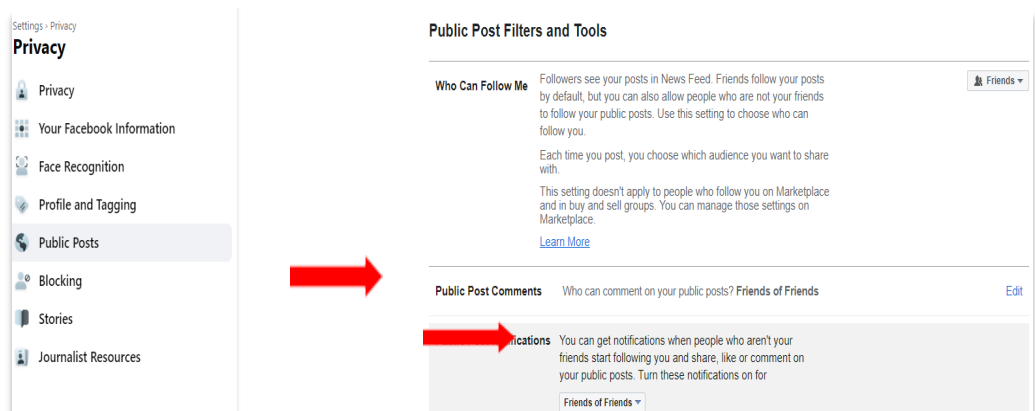 Settings › Privacy
Privacy
Privacy
Your Facebook Information
Face Recognition
Profile and Tagging
Public Posts
Blocking
Stories
Journalist Resources
Public Post Filters and Tools
Who Can Follow Me
Followers see your posts in News Feed. Friends follow your posts
by default, but you can also allow people who are not your friends
to follow your public posts. Use this setting to choose who can
follow you.
Each time you post, you choose which audience you want to share
with.
This setting doesn't apply to people who follow you on Marketplace
and in buy and sell groups. You can manage those settings on
Marketplace.
Learn More
Friends
Public Post Comments Who can comment on your public posts? Friends of Friends Edit
ications You can get notifications when people who aren't your
friends start following you and share, like or comment on
your public posts. Turn these notifications on for
Friends of Friends